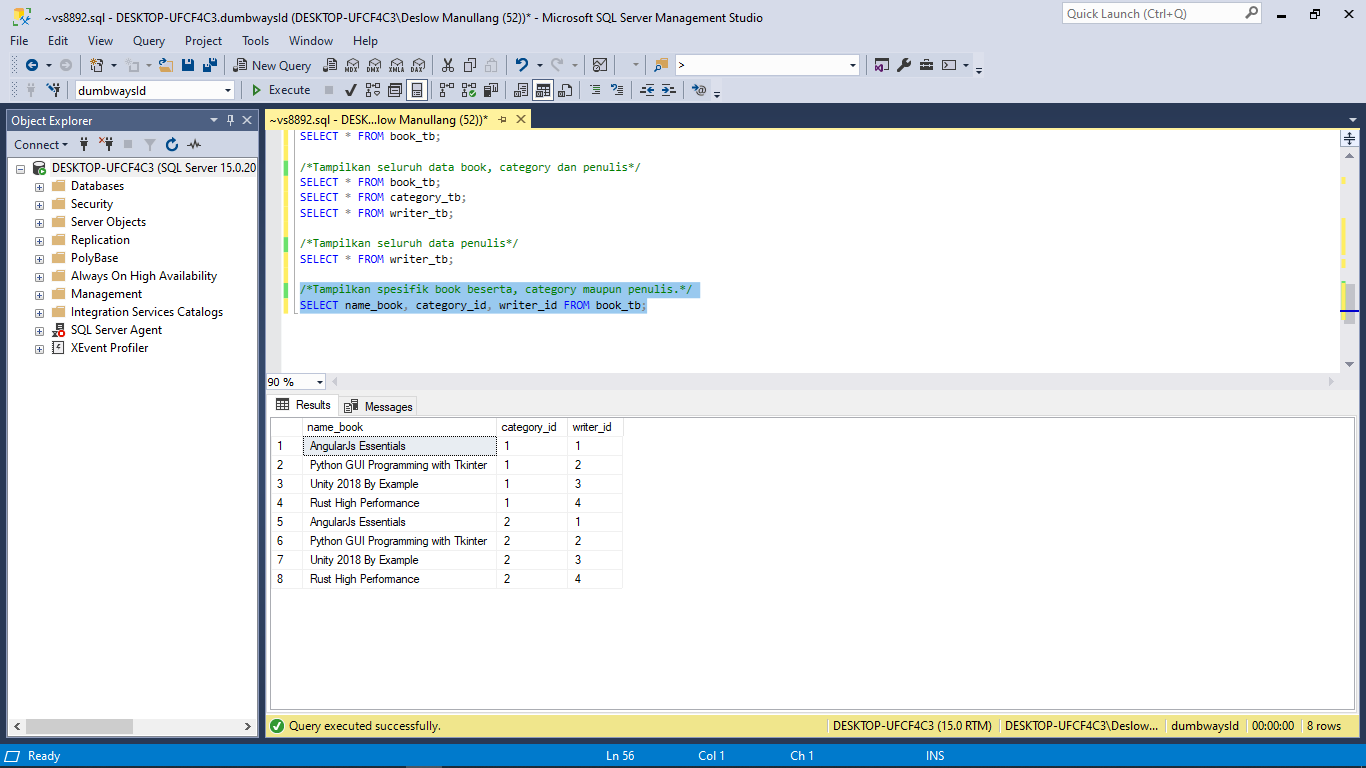 ~vs8892.sql - DESKTOP-UFCF4C3.dumbwaysld (DESKTOP-UFCF4C3\Deslow Manullang (52))* - Microsoft SQL Server Management Studio
Quick Launch (Ctrl+Q)
File Edit View Query Project Tools Window Help
New Query MDX DMX XMLA DAX >
dumbwaysld Execute
Object Explorer
~vs8892.sql - DESK...low Manullang (52))*
Connect
DESKTOP-UFCF4C3 (SQL Server 15.0.20
Databases
Security
Server Objects
Replication
PolyBase
Always On High Availability
Management
Integration Services Catalogs
SQL Server Agent
XEvent Profiler
SELECT * FROM book_tb;
/*Tampilkan seluruh data book, category dan penulis*/
SELECT * FROM book_tb;
SELECT * FROM category_tb;
SELECT * FROM writer_tb;
/*Tampilkan seluruh data penulis*/
SELECT * FROM writer_tb;
/*Tampilkan spesifik book beserta, category maupun penulis.*/
SELECT name_book, category_id, writer_id FROM book_tb;
90 %
Results Messages
name_book category_id writer_id
1 AngularJs Essentials 1 1
2 Python GUI Programming with Tkinter 1 2
3 Unity 2018 By Example 1 3
4 Rust High Performance 1 4
5 AngularJs Essentials 2 1
6 Python GUI Programming with Tkinter 2 2
7 Unity 2018 By Example 2 3
8 Rust High Performance 2 4
Query executed successfully. DESKTOP-UFCF4C3 (15.0 RTM) DESKTOP-UFCF4C3\Deslow... dumbwaysld 00:00:00 8 rows
Ready Ln 56 Col 1 Ch 1 INS